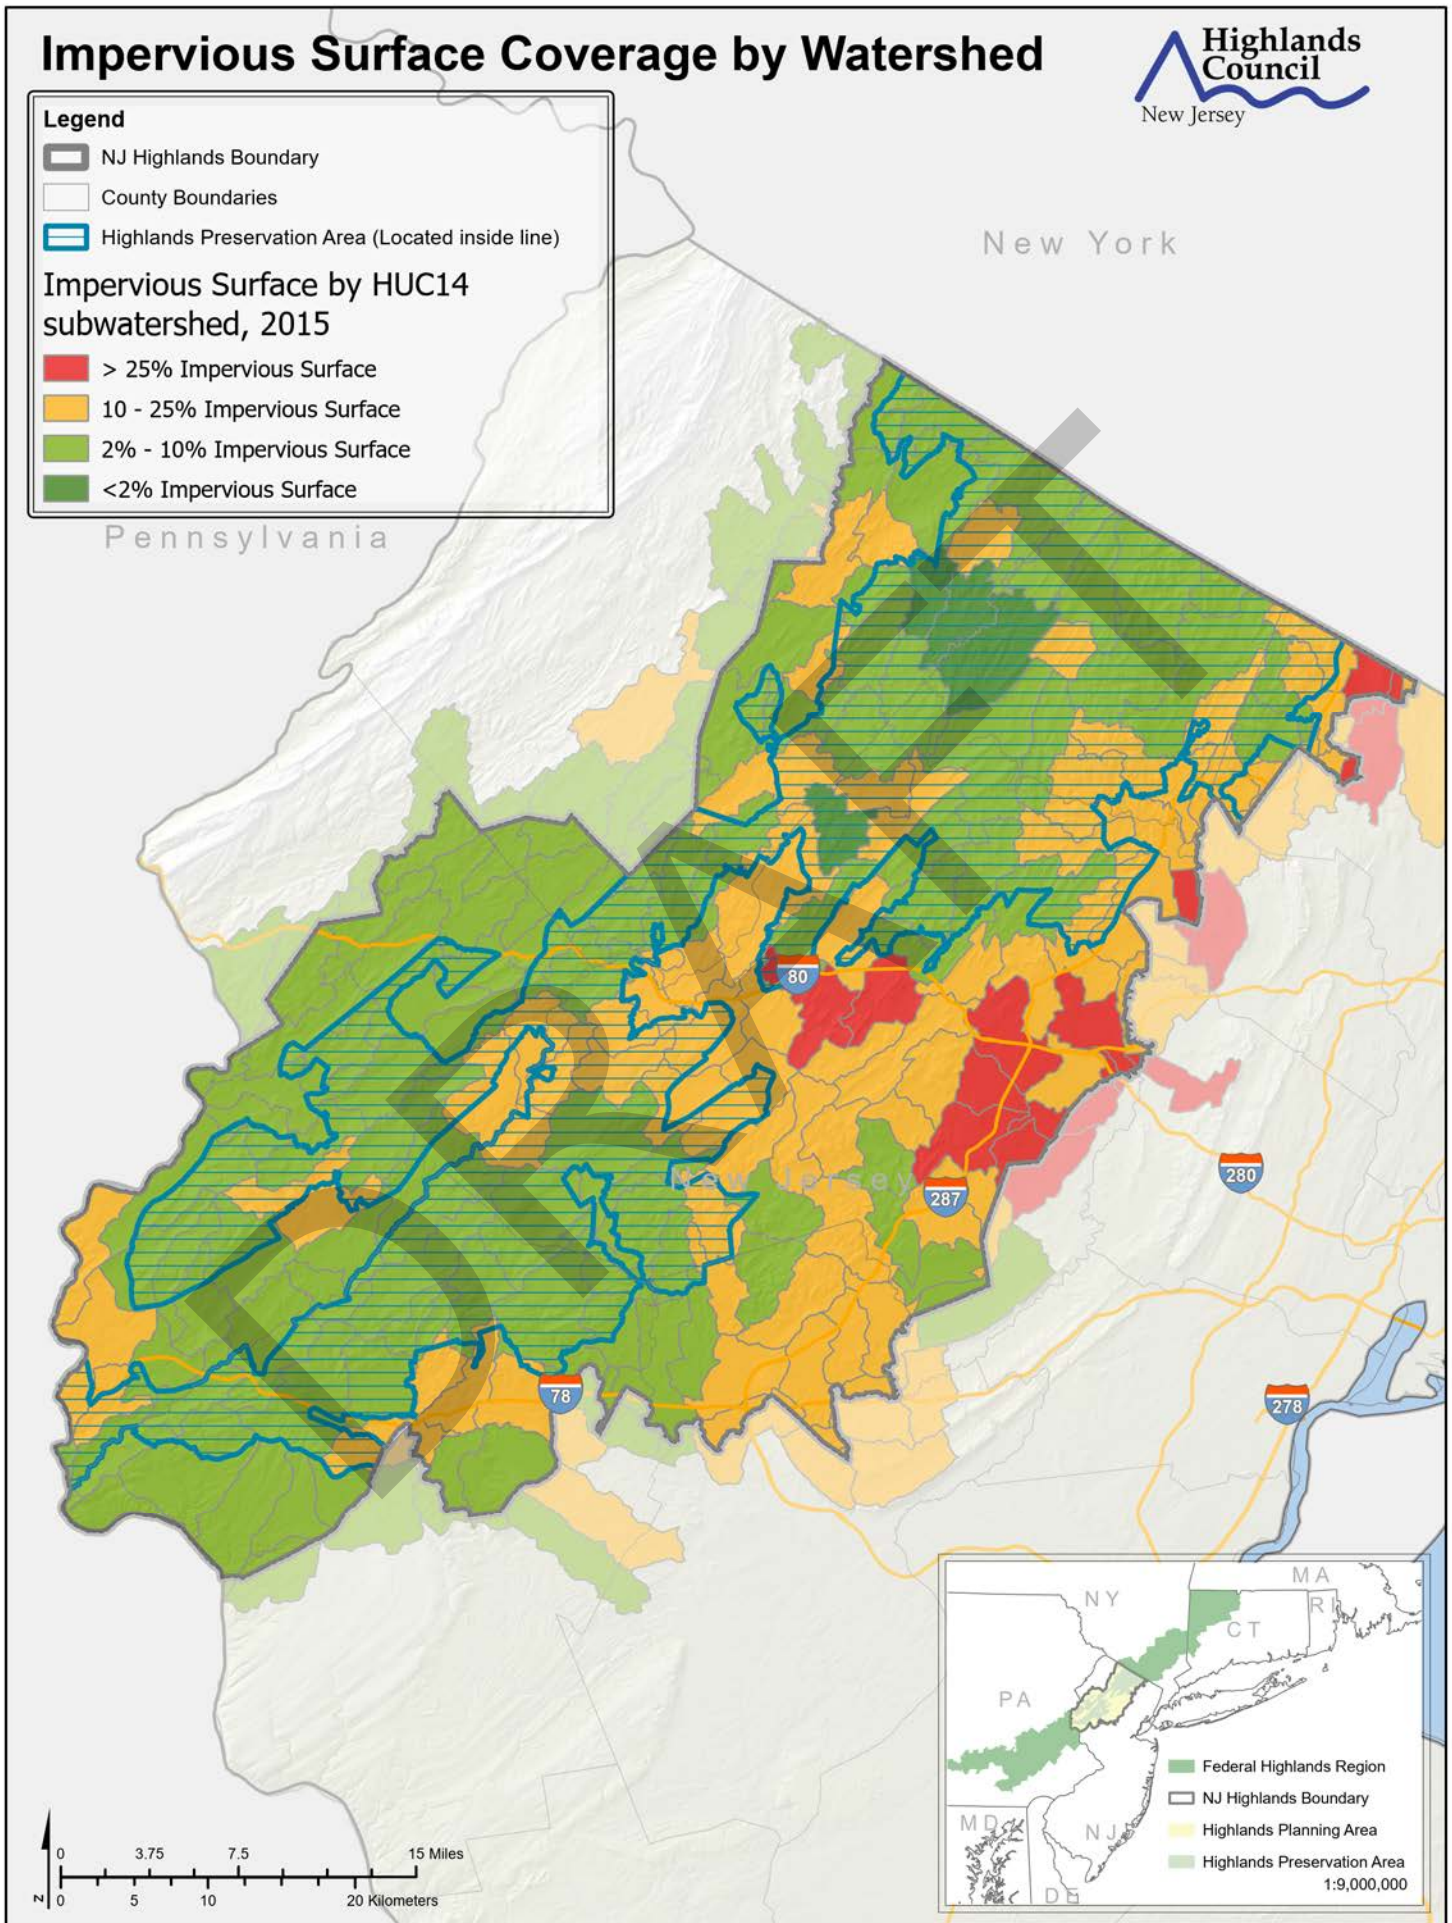 Impervious Surface Coverage by Watershed
Highlands
Council
New Jersey
Legend
NJ Highlands Boundary
County Boundaries
Highlands Preservation Area (Located inside line)
Impervious Surface by HUC14
subwatershed, 2015
> 25% Impervious Surface
10 - 25% Impervious Surface
2% - 10% Impervious Surface
<2% Impervious Surface
New York
Pennsylvania
DRAFT
80
New Jersey
287
280
78
278
NY
MA
RI
CT
PA
MD
NJ
DE
Federal Highlands Region
NJ Highlands Boundary
Highlands Planning Area
Highlands Preservation Area
1:9,000,000
0 3.75 7.5 15 Miles
0 5 10 20 Kilometers
N